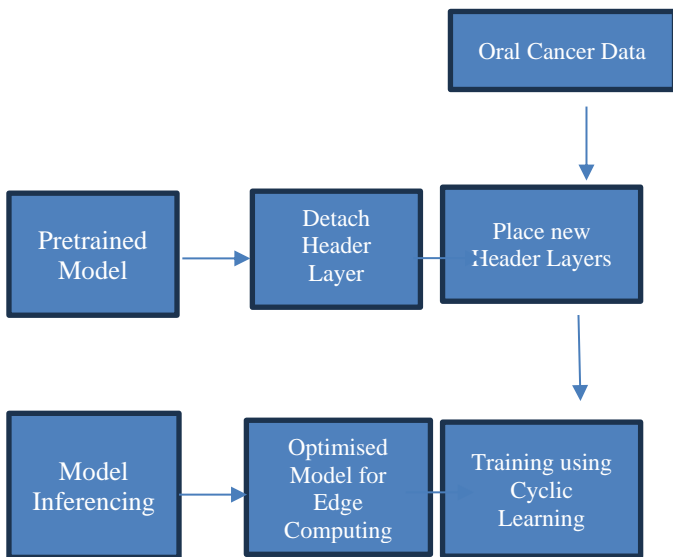 Oral Cancer Data
Pretrained
Model
Detach
Header
Layer
Place new
Header Layers
Model
Inferencing
Optimised
Model for
Edge
Computing
Training using
Cyclic
Learning